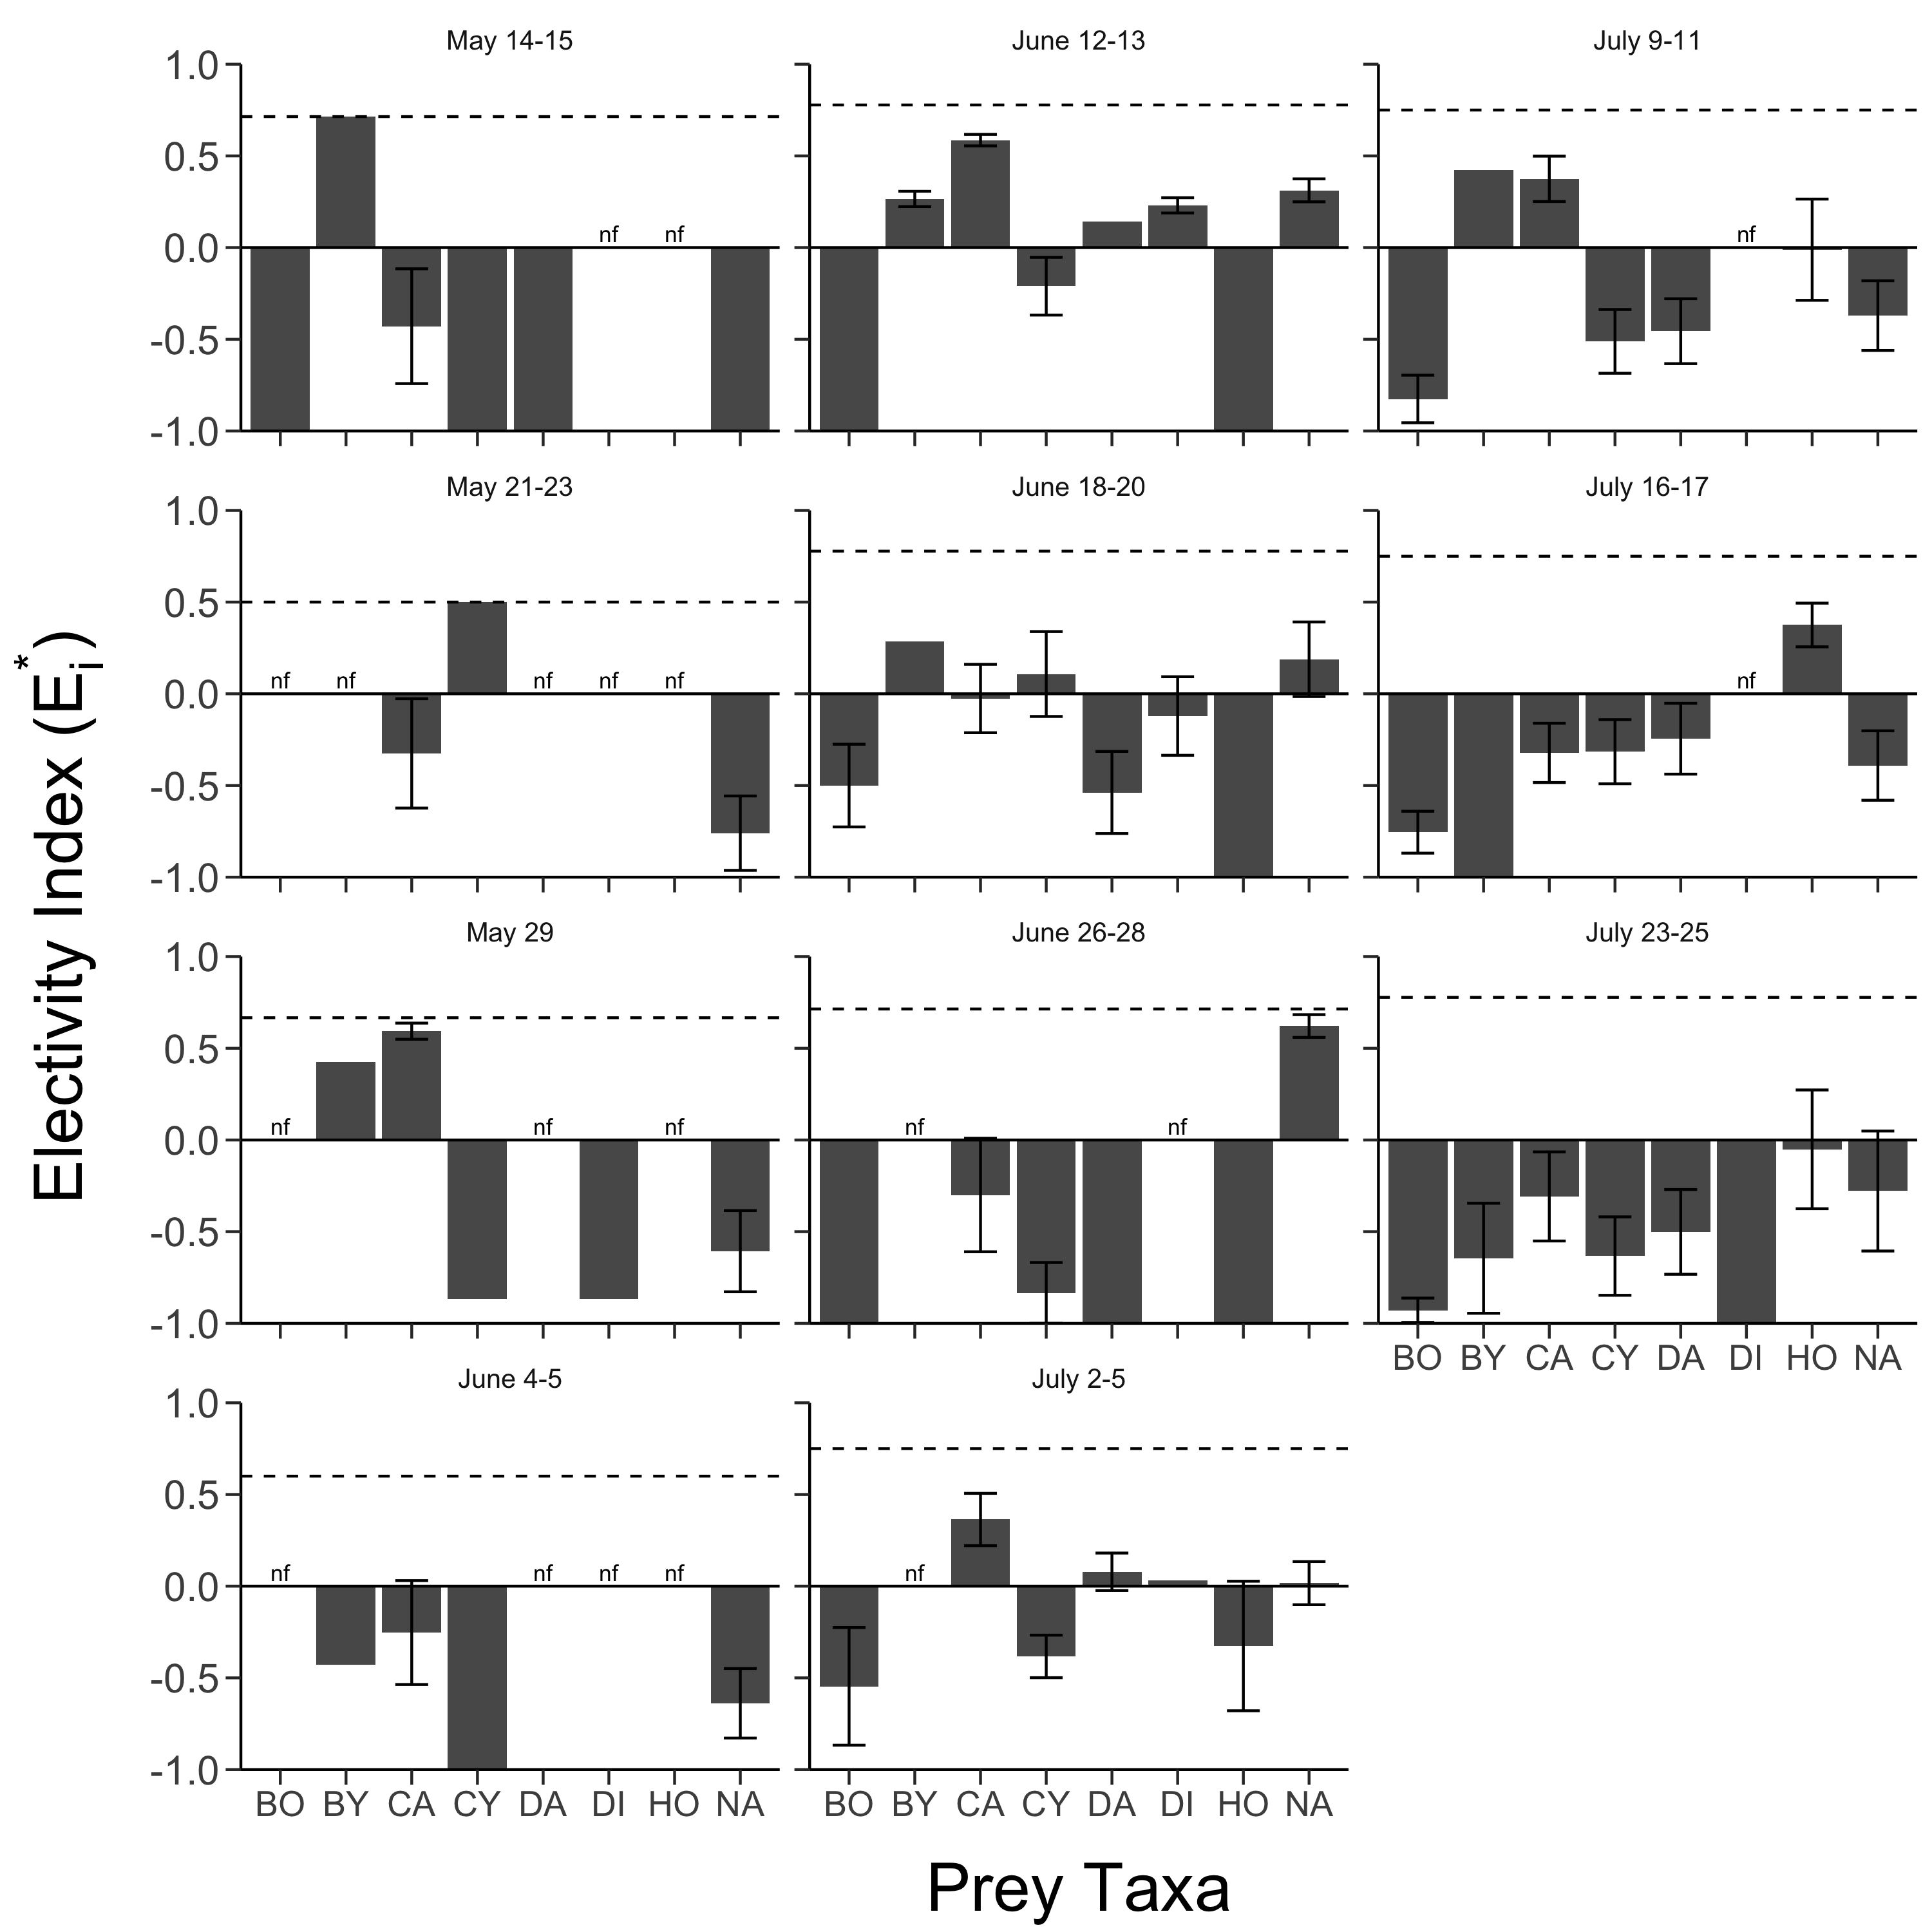 Electivity Index (E*i)
May 14-15
June 12-13
July 9-11
1.0
0.5
0.0
-0.5
-1.0
nf nf
nf
May 21-23
June 18-20
July 16-17
1.0
0.5
0.0
-0.5
-1.0
nf nf nf nf nf
nf
May 29
June 26-28
July 23-25
1.0
0.5
0.0
-0.5
-1.0
nf nf nf
nf nf
BO BY CA CY DA DI HO NA
June 4-5
July 2-5
1.0
0.5
0.0
-0.5
-1.0
nf nf nf nf
nf
BO BY CA CY DA DI HO NA
BO BY CA CY DA DI HO NA
Prey Taxa